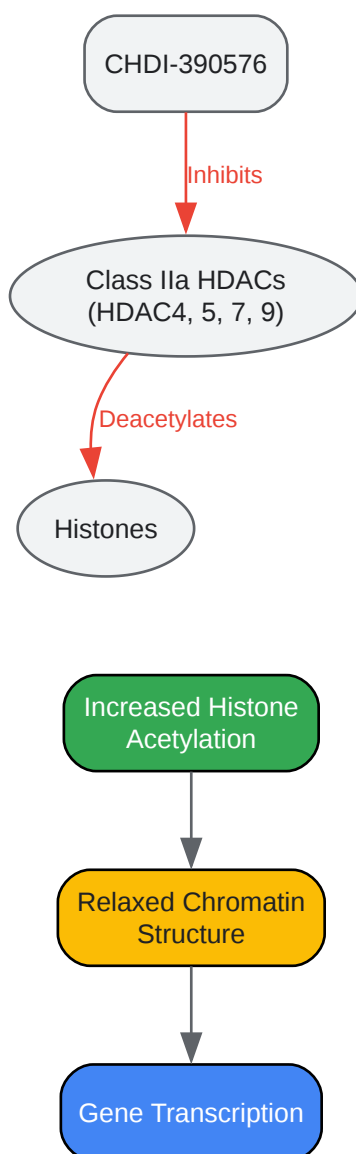 CHDI-390576
Inhibits
Class IIa HDACs
(HDAC4, 5, 7, 9)
Deacetylates
Histones
Increased Histone
Acetylation
Relaxed Chromatin
Structure
Gene Transcription